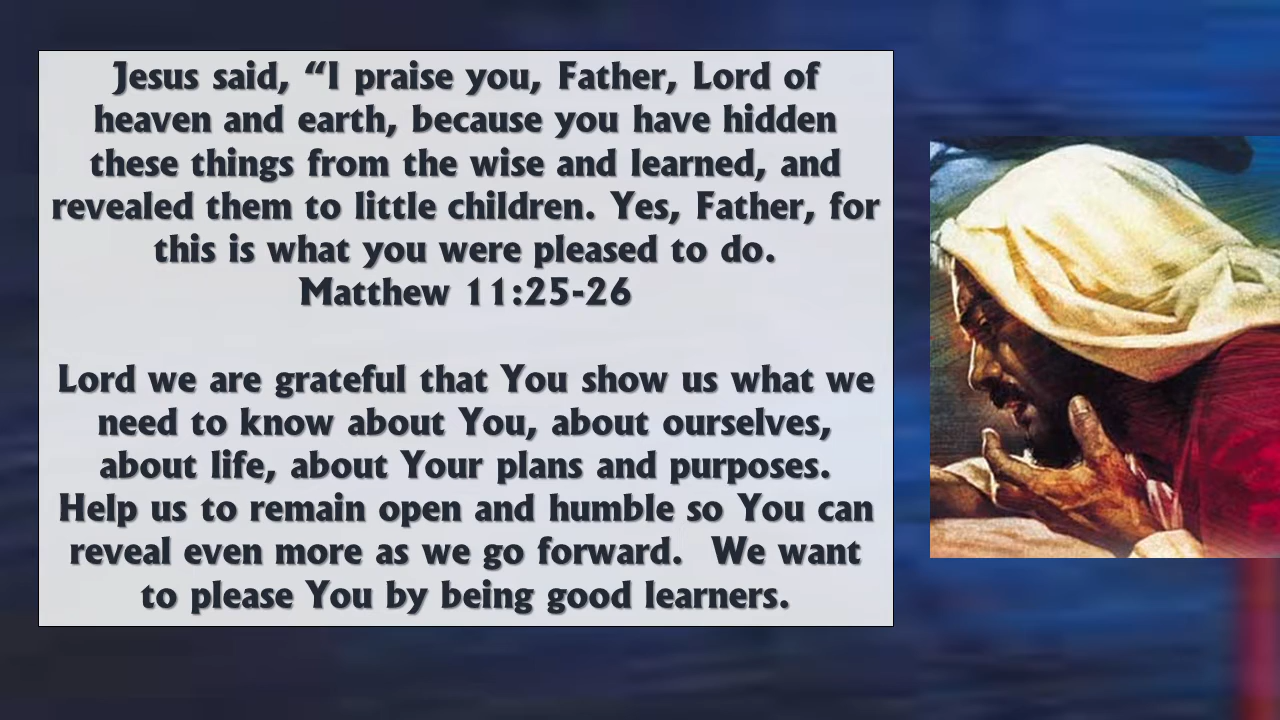 Jesus said, “I praise you, Father, Lord of
heaven and earth, because you have hidden
these things from the wise and learned, and
revealed them to little children. Yes, Father, for
this is what you were pleased to do.
Matthew 11:25-26
Lord we are grateful that You show us what we
need to know about You, about ourselves,
about life, about Your plans and purposes.
Help us to remain open and humble so You can
reveal even more as we go forward.  We want
to please You by being good learners.